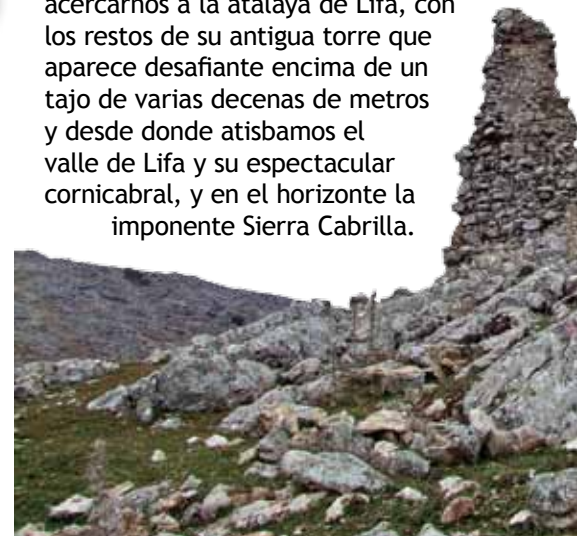 acercarnos a la atalaya de Lifa, con
los restos de su antigua torre que
aparece desafiante encima de un
tajo de varias decenas de metros
y desde donde atisbamos el
valle de Lifa y su espectacular
cornicabral, y en el horizonte la
imponente Sierra Cabrilla.